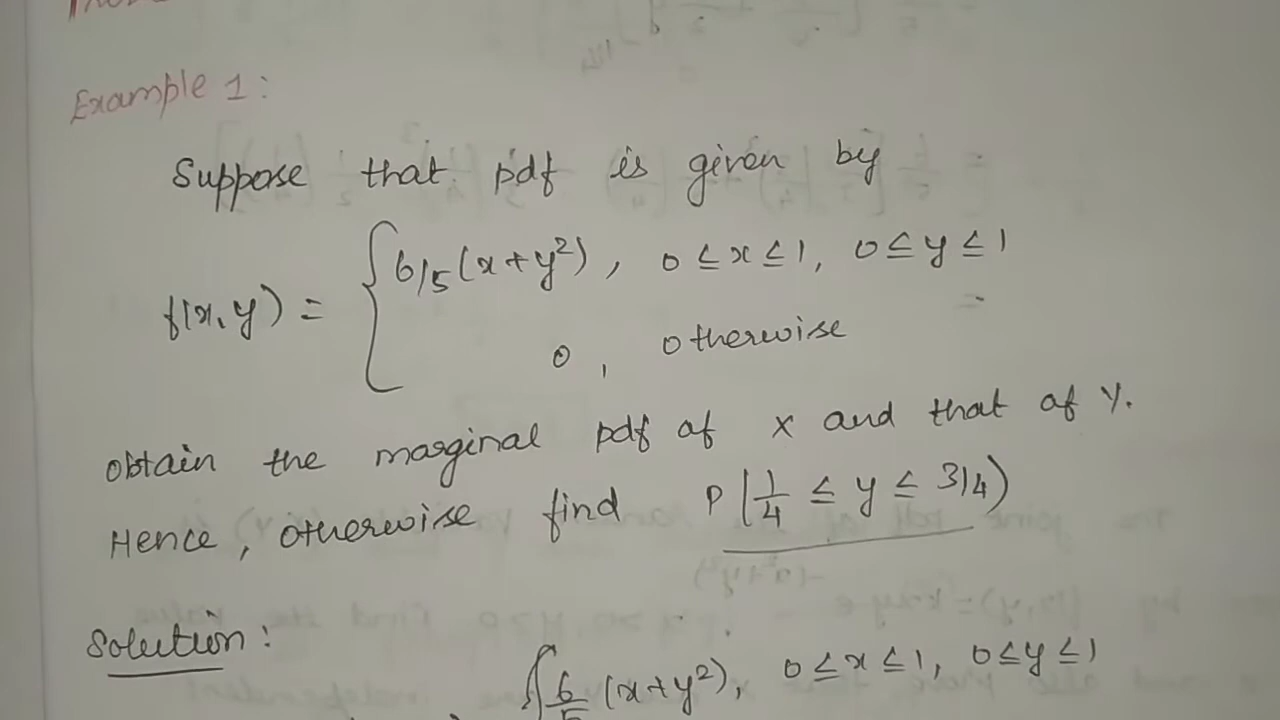 Example 1:
Suppose that pdf is given by
f(x,y) = { 6/5 (x+y²), 0 ≤ x ≤ 1, 0 ≤ y ≤ 1
0, otherwise
obtain the marginal pdf of x and that of y.
Hence, otherwise find P(1/4 ≤ y ≤ 3/4)
Solution:
{ 6/5 (x+y²), 0 ≤ x ≤ 1, 0 ≤ y ≤ 1